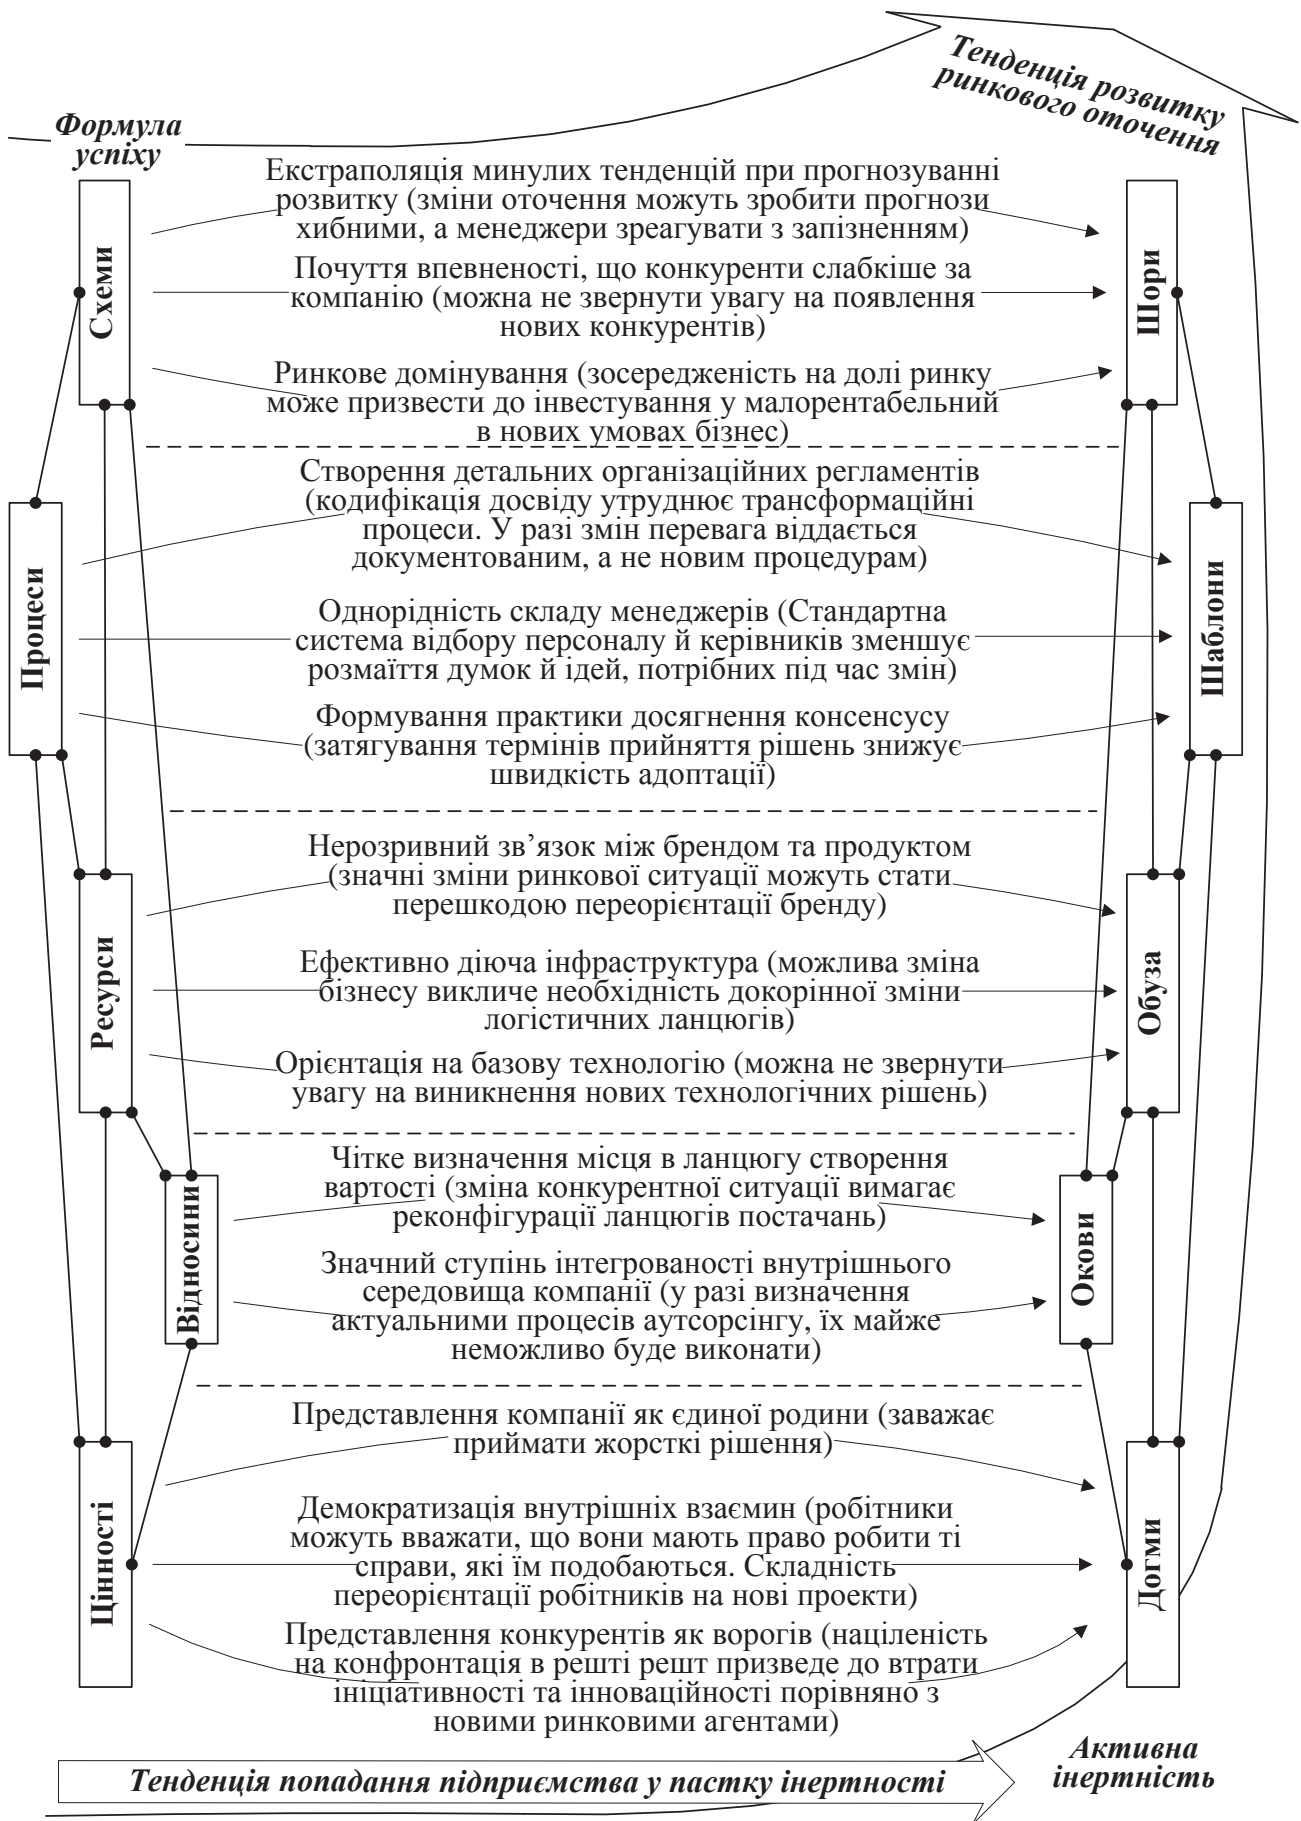 Тенденція розвитку
ринкового оточення
Формула
успіху
Схеми
Екстраполяція минулих тенденцій при прогнозуванні
розвитку (зміни оточення можуть зробити прогнози
хибними, а менеджери зреагувати з запізненням)
Почуття впевненості, що конкуренти слабкіше за
компанію (можна не звернути увагу на появлення
нових конкурентів)
Ринкове домінування (зосередженість на долі ринку
може призвести до інвестування у малорентабельний
в нових умовах бізнес)
Шори
Процеси
Створення детальних організаційних регламентів
(кодифікація досвіду утруднює трансформаційні
процеси. У разі змін перевага віддається
документованим, а не новим процедурам)
Однорідність складу менеджерів (Стандартна
система відбору персоналу й керівників зменшує
розмаїття думок й ідей, потрібних під час змін)
Формування практики досягнення консенсусу
(затягування термінів прийняття рішень знижує
швидкість адоптації)
Шаблони
Ресурси
Нерозривний зв’язок між брендом та продуктом
(значні зміни ринкової ситуації можуть стати
перешкодою переорієнтації бренду)
Ефективно діюча інфраструктура (можлива зміна
бізнесу викличе необхідність докорінної зміни
логістичних ланцюгів)
Орієнтація на базову технологію (можна не звернути
увагу на виникнення нових технологічних рішень)
Обуза
Відносини
Чітке визначення місця в ланцюгу створення
вартості (зміна конкурентної ситуації вимагає
реконфігурації ланцюгів постачань)
Значний ступінь інтегрованості внутрішнього
середовища компанії (у разі визначення
актуальними процесів аутсорсінгу, їх майже
неможливо буде виконати)
Окови
Цінності
Представлення компанії як єдиної родини (заважає
приймати жорсткі рішення)
Демократизація внутрішніх взаємин (робітники
можуть вважати, що вони мають право робити ті
справи, які їм подобаються. Складність
переорієнтації робітників на нові проекти)
Представлення конкурентів як ворогів (націленість
на конфронтація в решті решт призведе до втрати
ініціативності та інноваційності порівняно з
новими ринковими агентами)
Догми
Активна
інертність
Тенденція попадання підприємства у пастку інертності